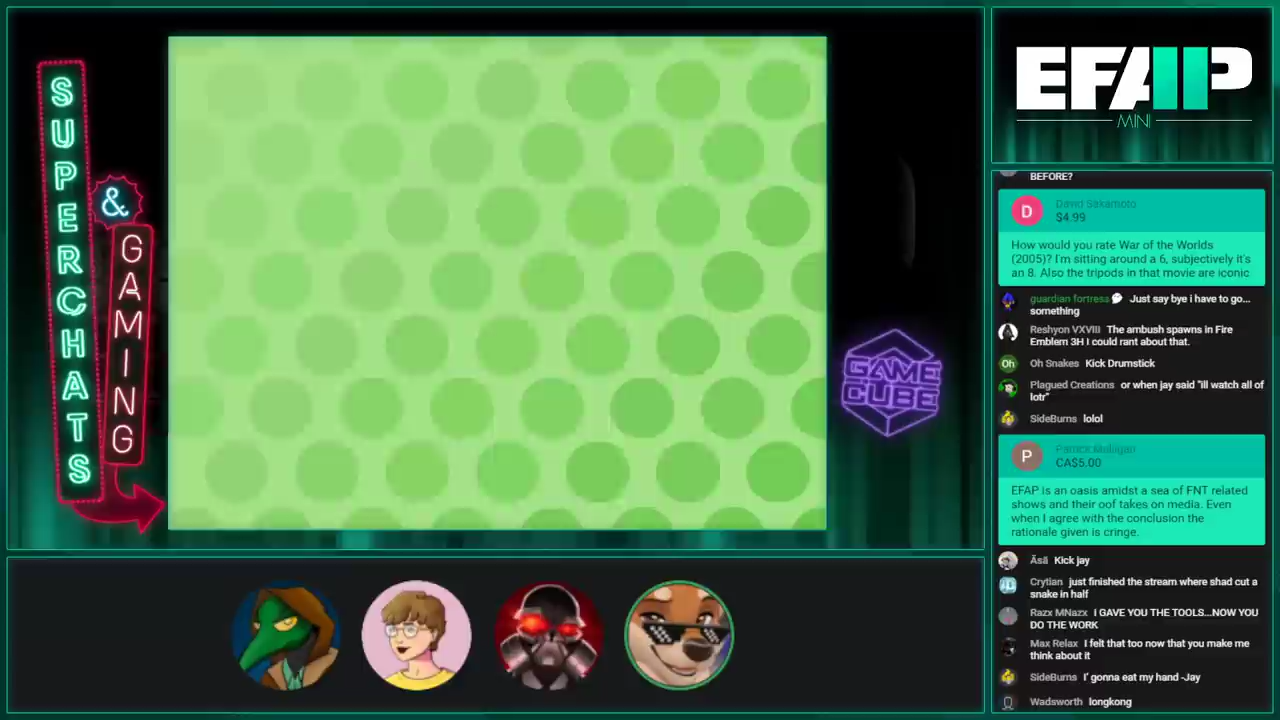 SUPERCHATS
&
GAMING
GAME
CUBE
EFAP
MINI
BEFORE?
D
David Sakamoto
$4.99
How would you rate War of the Worlds
(2005)? I'm sitting around a 6, subjectively it's
an 8. Also the tripods in that movie are iconic
guardian fortress Just say bye i have to go...
something
Reshyon VXVIII The ambush spawns in Fire
Emblem 3H I could rant about that.
Oh
Oh Snakes Kick Drumstick
Plagued Creations or when jay said "ill watch all of
lotr"
SideBurns lolol
P
Patrick Mulligan
CA$5.00
EFAP is an oasis amidst a sea of FNT related
shows and their oof takes on media. Even
when I agree with the conclusion the
rationale given is cringe.
Äsä Kick jay
Crytian just finished the stream where shad cut a
snake in half
Razx MNazx I GAVE YOU THE TOOLS...NOW YOU
DO THE WORK
Max Relax I felt that too now that you make me
think about it
SideBurns I' gonna eat my hand -Jay
Wadsworth longkong